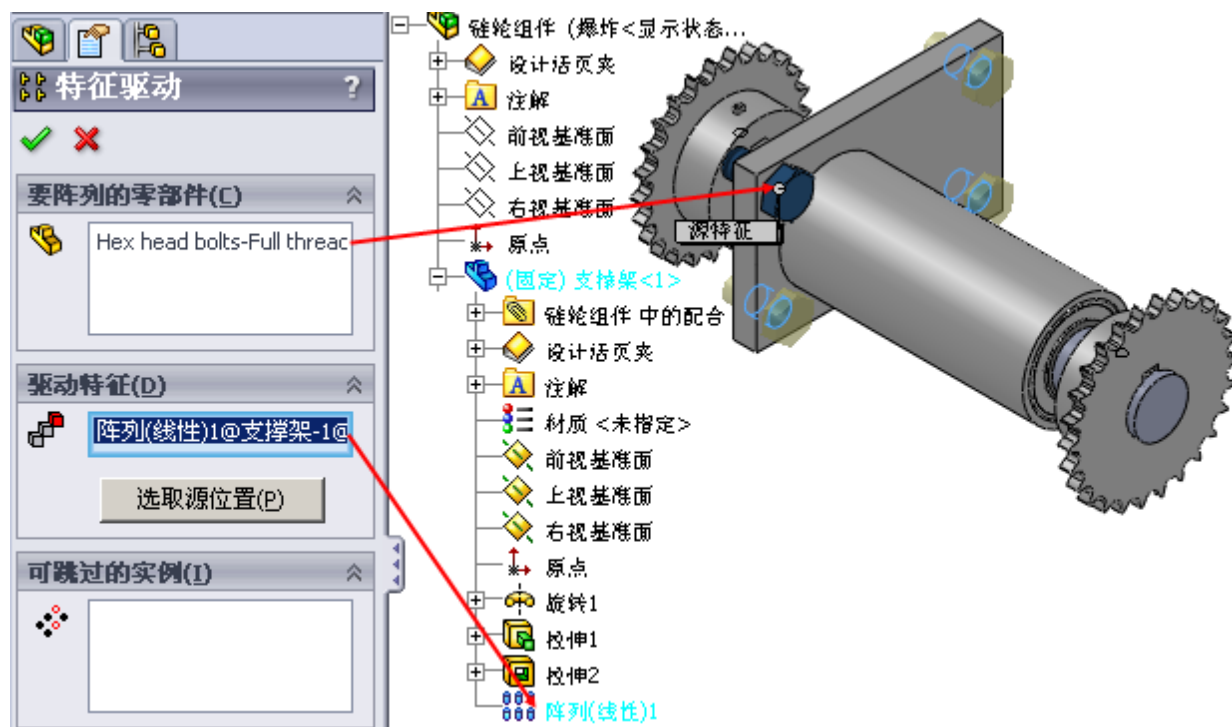 特征驱动 ?
要阵列的零部件(C)
Hex head bolts-Full threac
驱动特征(D)
阵列(线性)1@支撑架-1@
选取源位置(P)
可跳过的实例(I)
链轮组件 (爆炸<显示状态...
设计活页夹
A 注解
前视基准面
上视基准面
右视基准面
原点
(固定) 支撑架<1>
链轮组件 中的配合
设计活页夹
A 注解
材质 <未指定>
前视基准面
上视基准面
右视基准面
原点
旋转1
拉伸1
拉伸2
阵列(线性)1
源特征